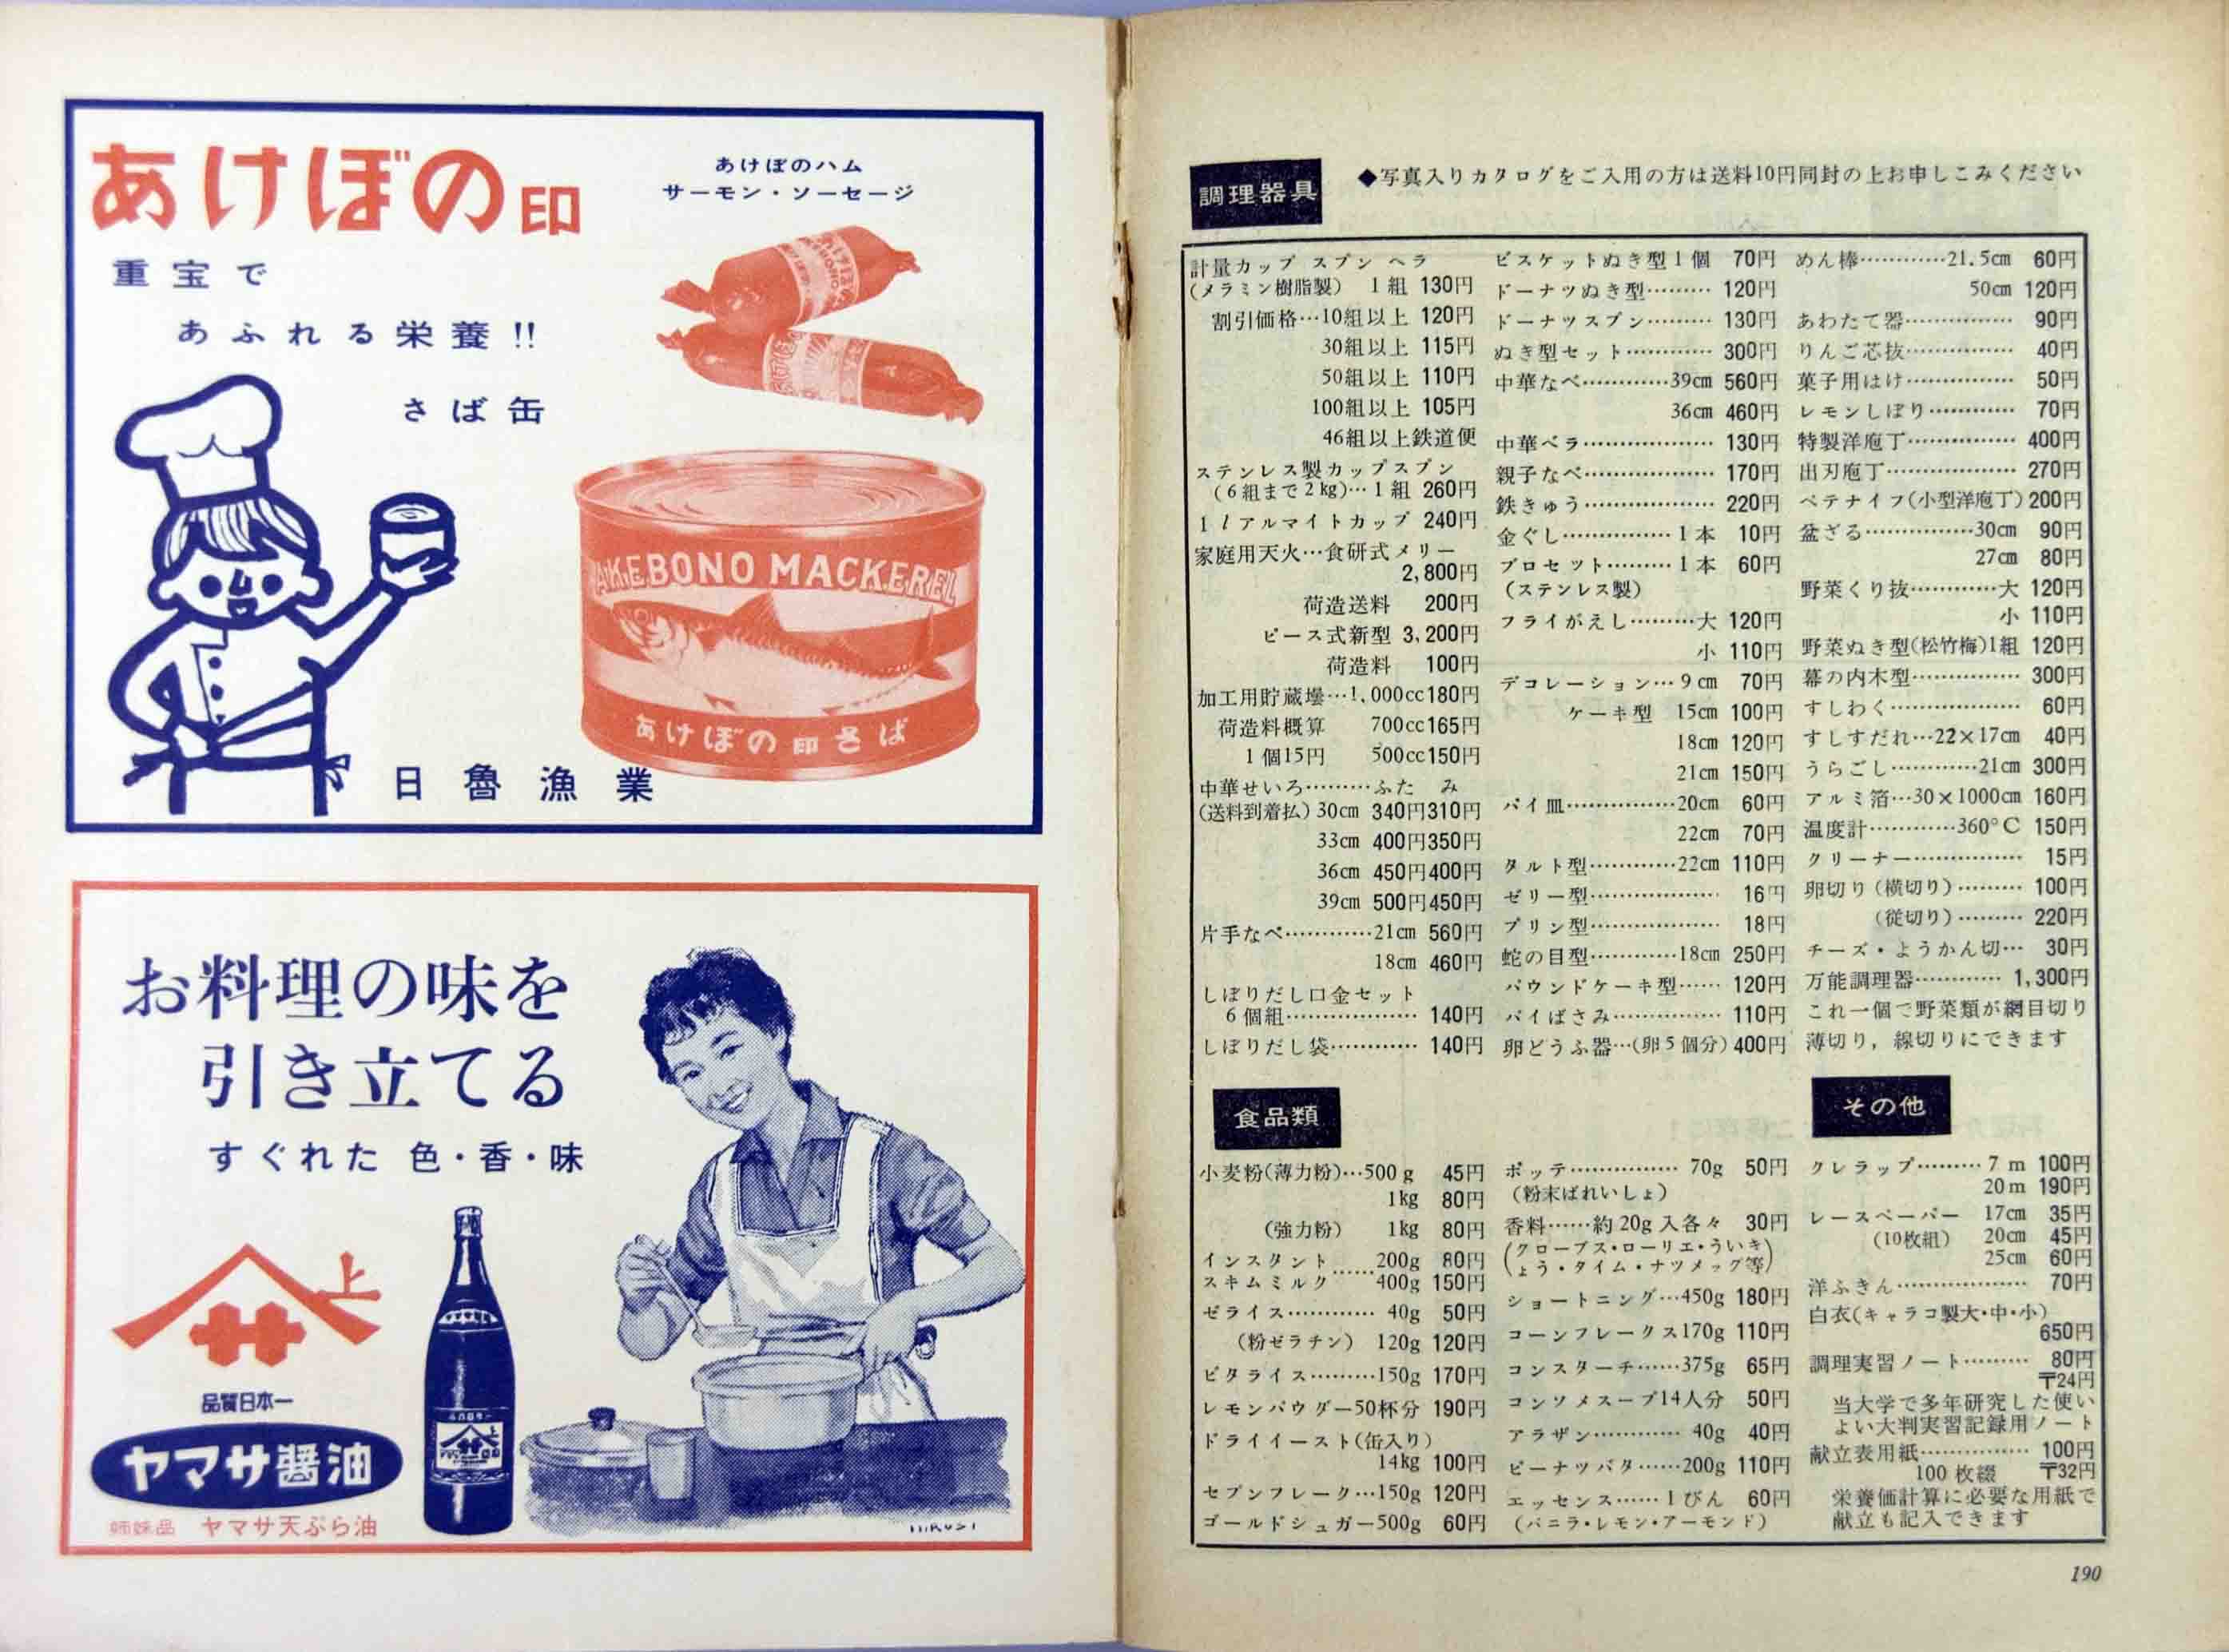 あけぼの印
重宝で
あふれる栄養!!
さば缶
あけぼのハム
サーモン・ソーセージ
AKEBONO MACKEREL
あけぼの印さば
日魯漁業
お料理の味を
引き立てる
すぐれた 色・香・味
上
品質日本一
ヤマサ醤油
姉妹品 ヤマサ天ぷら油
調理器具
◆写真入りカタログをご入用の方は送料10円同封の上お申しこみください
計量カップ スプン ヘラ
(メラミン樹脂製) 1組 130円
割引価格…10組以上 120円
30組以上 115円
50組以上 110円
100組以上 105円
46組以上鉄道便
ステンレス製カップスプン
(6組まで2kg)…1組 260円
1ℓアルマイトカップ 240円
家庭用天火…食研式メリー
2,800円
荷造送料 200円
ピース式新型 3,200円
荷造料 100円
加工用貯蔵壜…1,000cc180円
荷造料概算 700cc165円
1個15円 500cc150円
中華せいろ………ふた み
(送料到着払) 30cm 340円310円
33cm 400円350円
36cm 450円400円
39cm 500円450円
片手なべ…………21cm 560円
18cm 460円
しぼりだし口金セット
6個組……………… 140円
しぼりだし袋………… 140円
ビスケットぬき型1個 70円
ドーナツぬき型……… 120円
ドーナツスプン……… 130円
ぬき型セット………… 300円
中華なべ…………39cm 560円
36cm 460円
中華ベラ……………… 130円
親子なべ……………… 170円
鉄きゅう……………… 220円
金ぐし……………1本 10円
プロセット………1本 60円
(ステンレス製)
フライがえし………大 120円
小 110円
デコレーション…9cm 70円
ケーキ型 15cm 100円
18cm 120円
21cm 150円
パイ皿……………20cm 60円
22cm 70円
タルト型…………22cm 110円
ゼリー型……………… 16円
プリン型……………… 18円
蛇の目型…………18cm 250円
パウンドケーキ型…… 120円
パイばさみ…………… 110円
卵どうふ器…(卵5個分) 400円
めん棒…………21.5cm 60円
50cm 120円
あわたて器…………… 90円
りんご芯抜…………… 40円
菓子用はけ…………… 50円
レモンしぼり………… 70円
特製洋庖丁…………… 400円
出刃庖丁……………… 270円
ペテナイフ(小型洋庖丁) 200円
盆ざる……………30cm 90円
27cm 80円
野菜くり抜…………大 120円
小 110円
野菜ぬき型(松竹梅)1組 120円
幕の内木型…………… 300円
すしわく……………… 60円
すしすだれ…22×17cm 40円
うらごし…………21cm 300円
アルミ箔…30×1000cm 160円
温度計…………360°C 150円
クリーナー…………… 15円
卵切り(横切り)……… 100円
(従切り)……… 220円
チーズ・ようかん切… 30円
万能調理器………… 1,300円
これ一個で野菜類が網目切り
薄切り，線切りにできます
食品類
小麦粉(薄力粉)…500g 45円
1kg 80円
(強力粉) 1kg 80円
インスタント……200g 80円
スキムミルク 400g 150円
ゼライス………… 40g 50円
(粉ゼラチン) 120g 120円
ビタライス………150g 170円
レモンパウダー50杯分 190円
ドライイースト(缶入り)
14kg 100円
セブンフレーク…150g 120円
ゴールドシュガー500g 60円
ポッテ…………… 70g 50円
(粉末ばれいしょ)
香料……約20g入各々 30円
(クローブス・ローリエ・ういき
ょう・タイム・ナツメッグ等)
ショートニング…450g 180円
コーンフレークス170g 110円
コンスターチ……375g 65円
コンソメスープ14人分 50円
アラザン………… 40g 40円
ピーナツバタ……200g 110円
エッセンス……1びん 60円
(バニラ・レモン・アーモンド)
その他
クレラップ………7m 100円
20m 190円
レースペーパー 17cm 35円
(10枚組) 20cm 45円
25cm 60円
洋ふきん……………… 70円
白衣(キャラコ製大・中・小)
650円
調理実習ノート……… 80円
〒24円
当大学で多年研究した使い
よい大判実習記録用ノート
献立表用紙…………… 100円
100枚綴 〒32円
栄養価計算に必要な用紙で
献立も記入できます
190